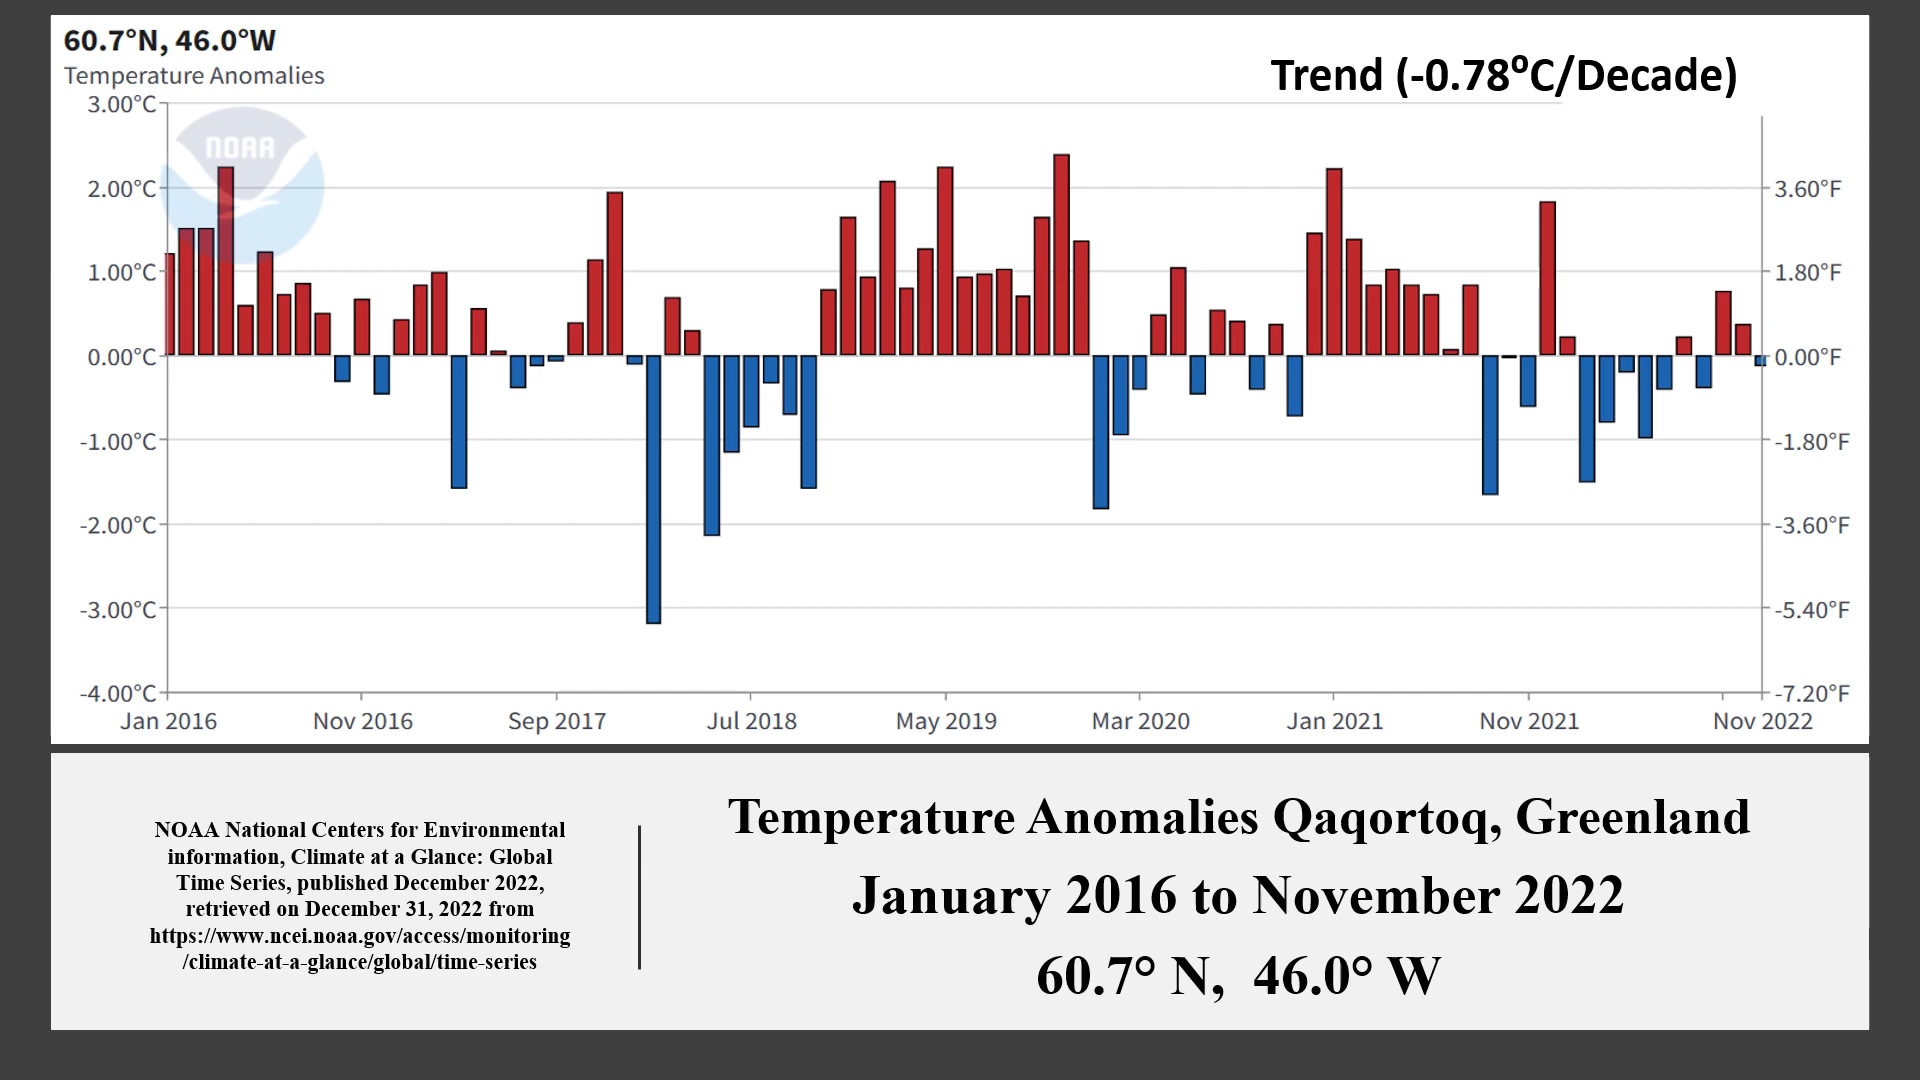 60.7°N, 46.0°W
Temperature Anomalies
Trend (-0.78⁰C/Decade)
NOAA
3.00°C
2.00°C
1.00°C
0.00°C
-1.00°C
-2.00°C
-3.00°C
-4.00°C
3.60°F
1.80°F
0.00°F
-1.80°F
-3.60°F
-5.40°F
-7.20°F
Jan 2016 Nov 2016 Sep 2017 Jul 2018 May 2019 Mar 2020 Jan 2021 Nov 2021 Nov 2022
NOAA National Centers for Environmental
information, Climate at a Glance: Global
Time Series, published December 2022,
retrieved on December 31, 2022 from
https://www.ncei.noaa.gov/access/monitoring
/climate-at-a-glance/global/time-series
Temperature Anomalies Qaqortoq, Greenland
January 2016 to November 2022
60.7° N, 46.0° W